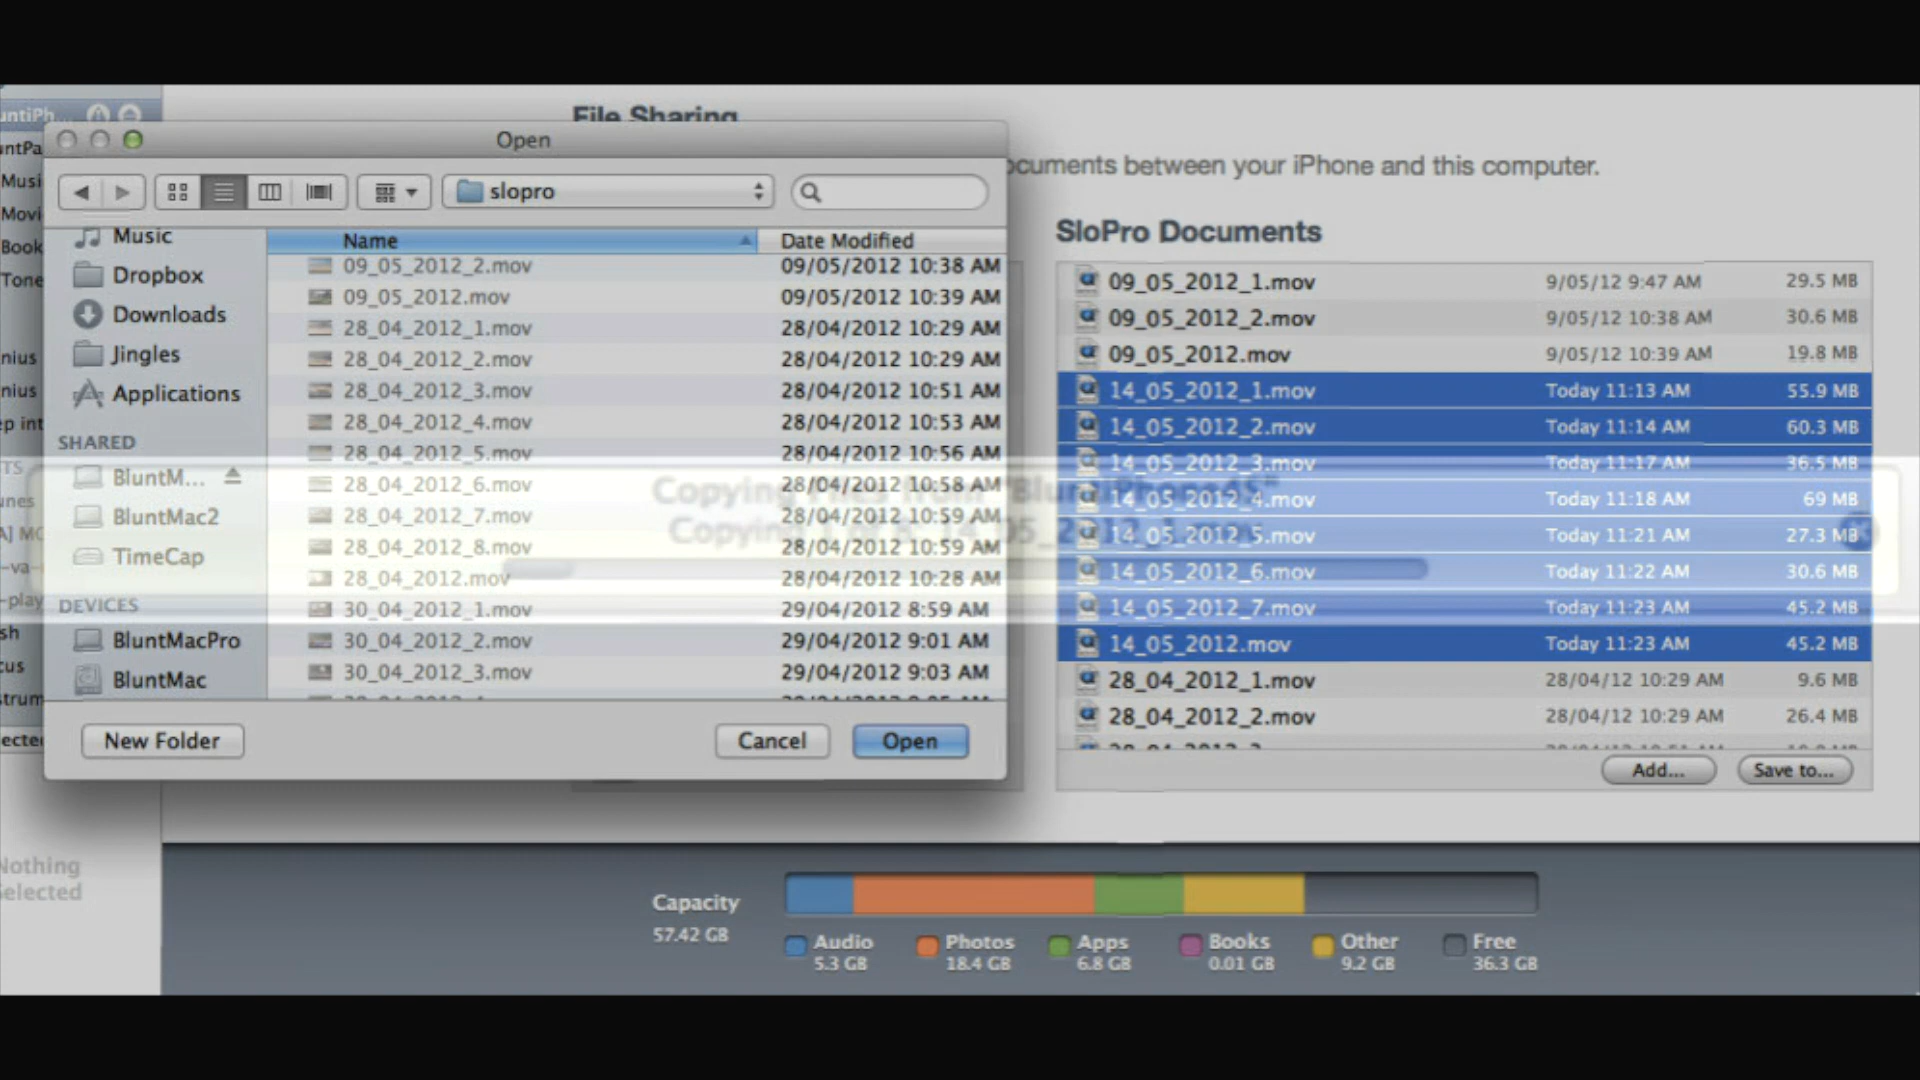 File Sharing
Open
ocuments between your iPhone and this computer.
slopro
SloPro Documents
Music
Dropbox
Downloads
Jingles
Applications
SHARED
BluntM...
BluntMac2
TimeCap
DEVICES
BluntMacPro
BluntMac
Name Date Modified
09_05_2012_2.mov 09/05/2012 10:38 AM
09_05_2012.mov 09/05/2012 10:39 AM
28_04_2012_1.mov 28/04/2012 10:29 AM
28_04_2012_2.mov 28/04/2012 10:29 AM
28_04_2012_3.mov 28/04/2012 10:51 AM
28_04_2012_4.mov 28/04/2012 10:53 AM
28_04_2012_5.mov 28/04/2012 10:56 AM
28_04_2012_6.mov 28/04/2012 10:58 AM
28_04_2012_7.mov 28/04/2012 10:59 AM
28_04_2012_8.mov 28/04/2012 10:59 AM
28_04_2012.mov 28/04/2012 10:28 AM
30_04_2012_1.mov 29/04/2012 8:59 AM
30_04_2012_2.mov 29/04/2012 9:01 AM
30_04_2012_3.mov 29/04/2012 9:03 AM
New Folder Cancel Open
09_05_2012_1.mov 9/05/12 9:47 AM 29.5 MB
09_05_2012_2.mov 9/05/12 10:38 AM 30.6 MB
09_05_2012.mov 9/05/12 10:39 AM 19.8 MB
14_05_2012_1.mov Today 11:13 AM 55.9 MB
14_05_2012_2.mov Today 11:14 AM 60.3 MB
14_05_2012_3.mov Today 11:17 AM 36.5 MB
14_05_2012_4.mov Today 11:18 AM 69 MB
14_05_2012_5.mov Today 11:21 AM 27.3 MB
14_05_2012_6.mov Today 11:22 AM 30.6 MB
14_05_2012_7.mov Today 11:23 AM 45.2 MB
14_05_2012.mov Today 11:23 AM 45.2 MB
28_04_2012_1.mov 28/04/12 10:29 AM 9.6 MB
28_04_2012_2.mov 28/04/12 10:29 AM 26.4 MB
Add... Save to...
Copying Files from
Copying 1 of 8: 14_05_2012_1.mov
Nothing
Selected
Capacity
57.42 GB
Audio Photos Apps Books Other Free
5.3 GB 18.4 GB 6.8 GB 0.01 GB 9.2 GB 36.3 GB